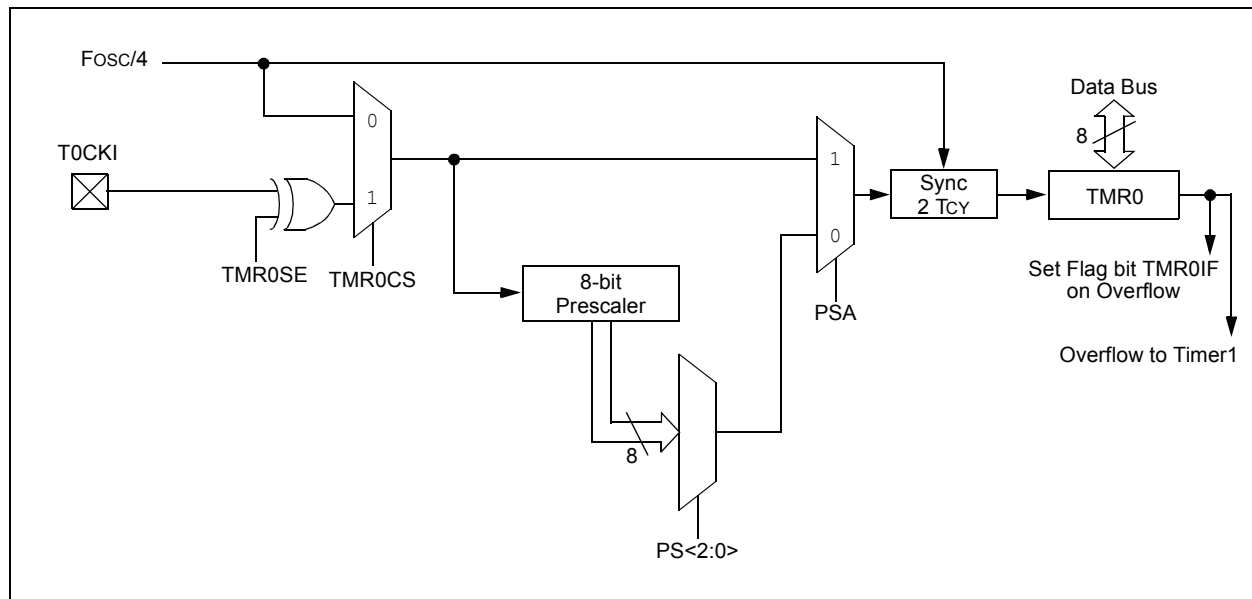 FOSC/4
Data Bus
0
8
T0CKI
1
1
Sync
2 TCY
TMR0
0
TMR0SE
TMR0CS
8-bit
Prescaler
PSA
Set Flag bit TMR0IF
on Overflow
Overflow to Timer1
8
PS<2:0>